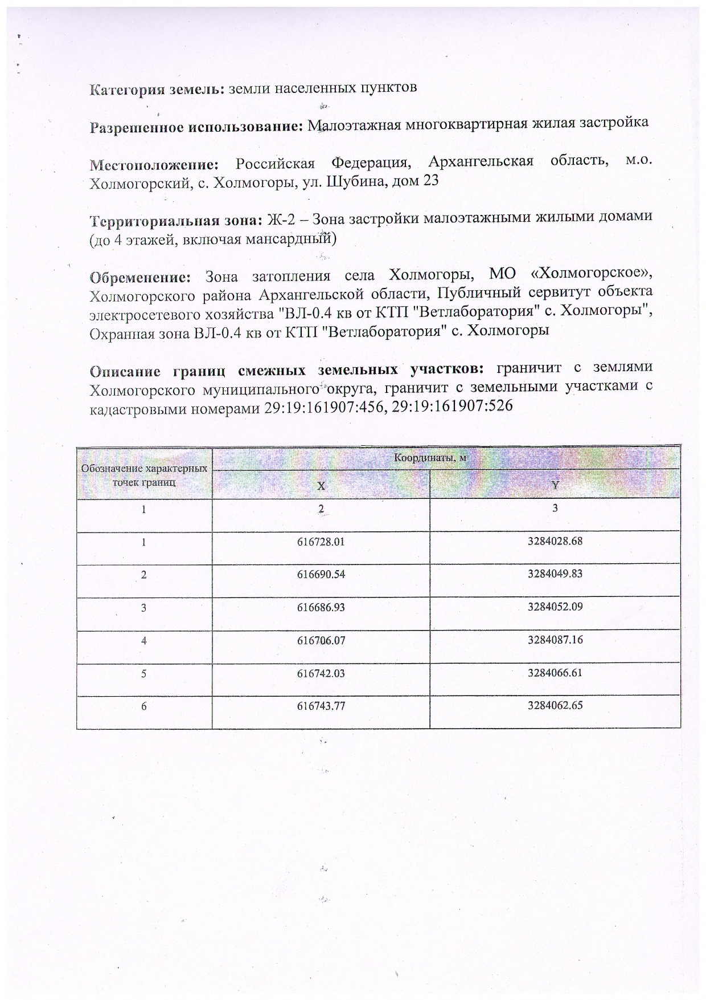 Категория земель: земли населенных пунктов
Разрешенное использование: Малоэтажная многоквартирная жилая застройка
Местоположение: Российская Федерация, Архангельская область, м.о.
Холмогорский, с. Холмогоры, ул. Шубина, дом 23
Территориальная зона: Ж-2 – Зона застройки малоэтажными жилыми домами
(до 4 этажей, включая мансардный)
Обременение: Зона затопления села Холмогоры, МО «Холмогорское»,
Холмогорского района Архангельской области, Публичный сервитут объекта
электросетевого хозяйства "ВЛ-0.4 кв от КТП "Ветлаборатория" с. Холмогоры",
Охранная зона ВЛ-0.4 кв от КТП "Ветлаборатория" с. Холмогоры
Описание границ смежных земельных участков: граничит с землями
Холмогорского муниципального округа, граничит с земельными участками с
кадастровыми номерами 29:19:161907:456, 29:19:161907:526
Обозначение характерных
точек границ
Координаты, м
X Y
1 2 3
1 616728.01 3284028.68
2 616690.54 3284049.83
3 616686.93 3284052.09
4 616706.07 3284087.16
5 616742.03 3284066.61
6 616743.77 3284062.65